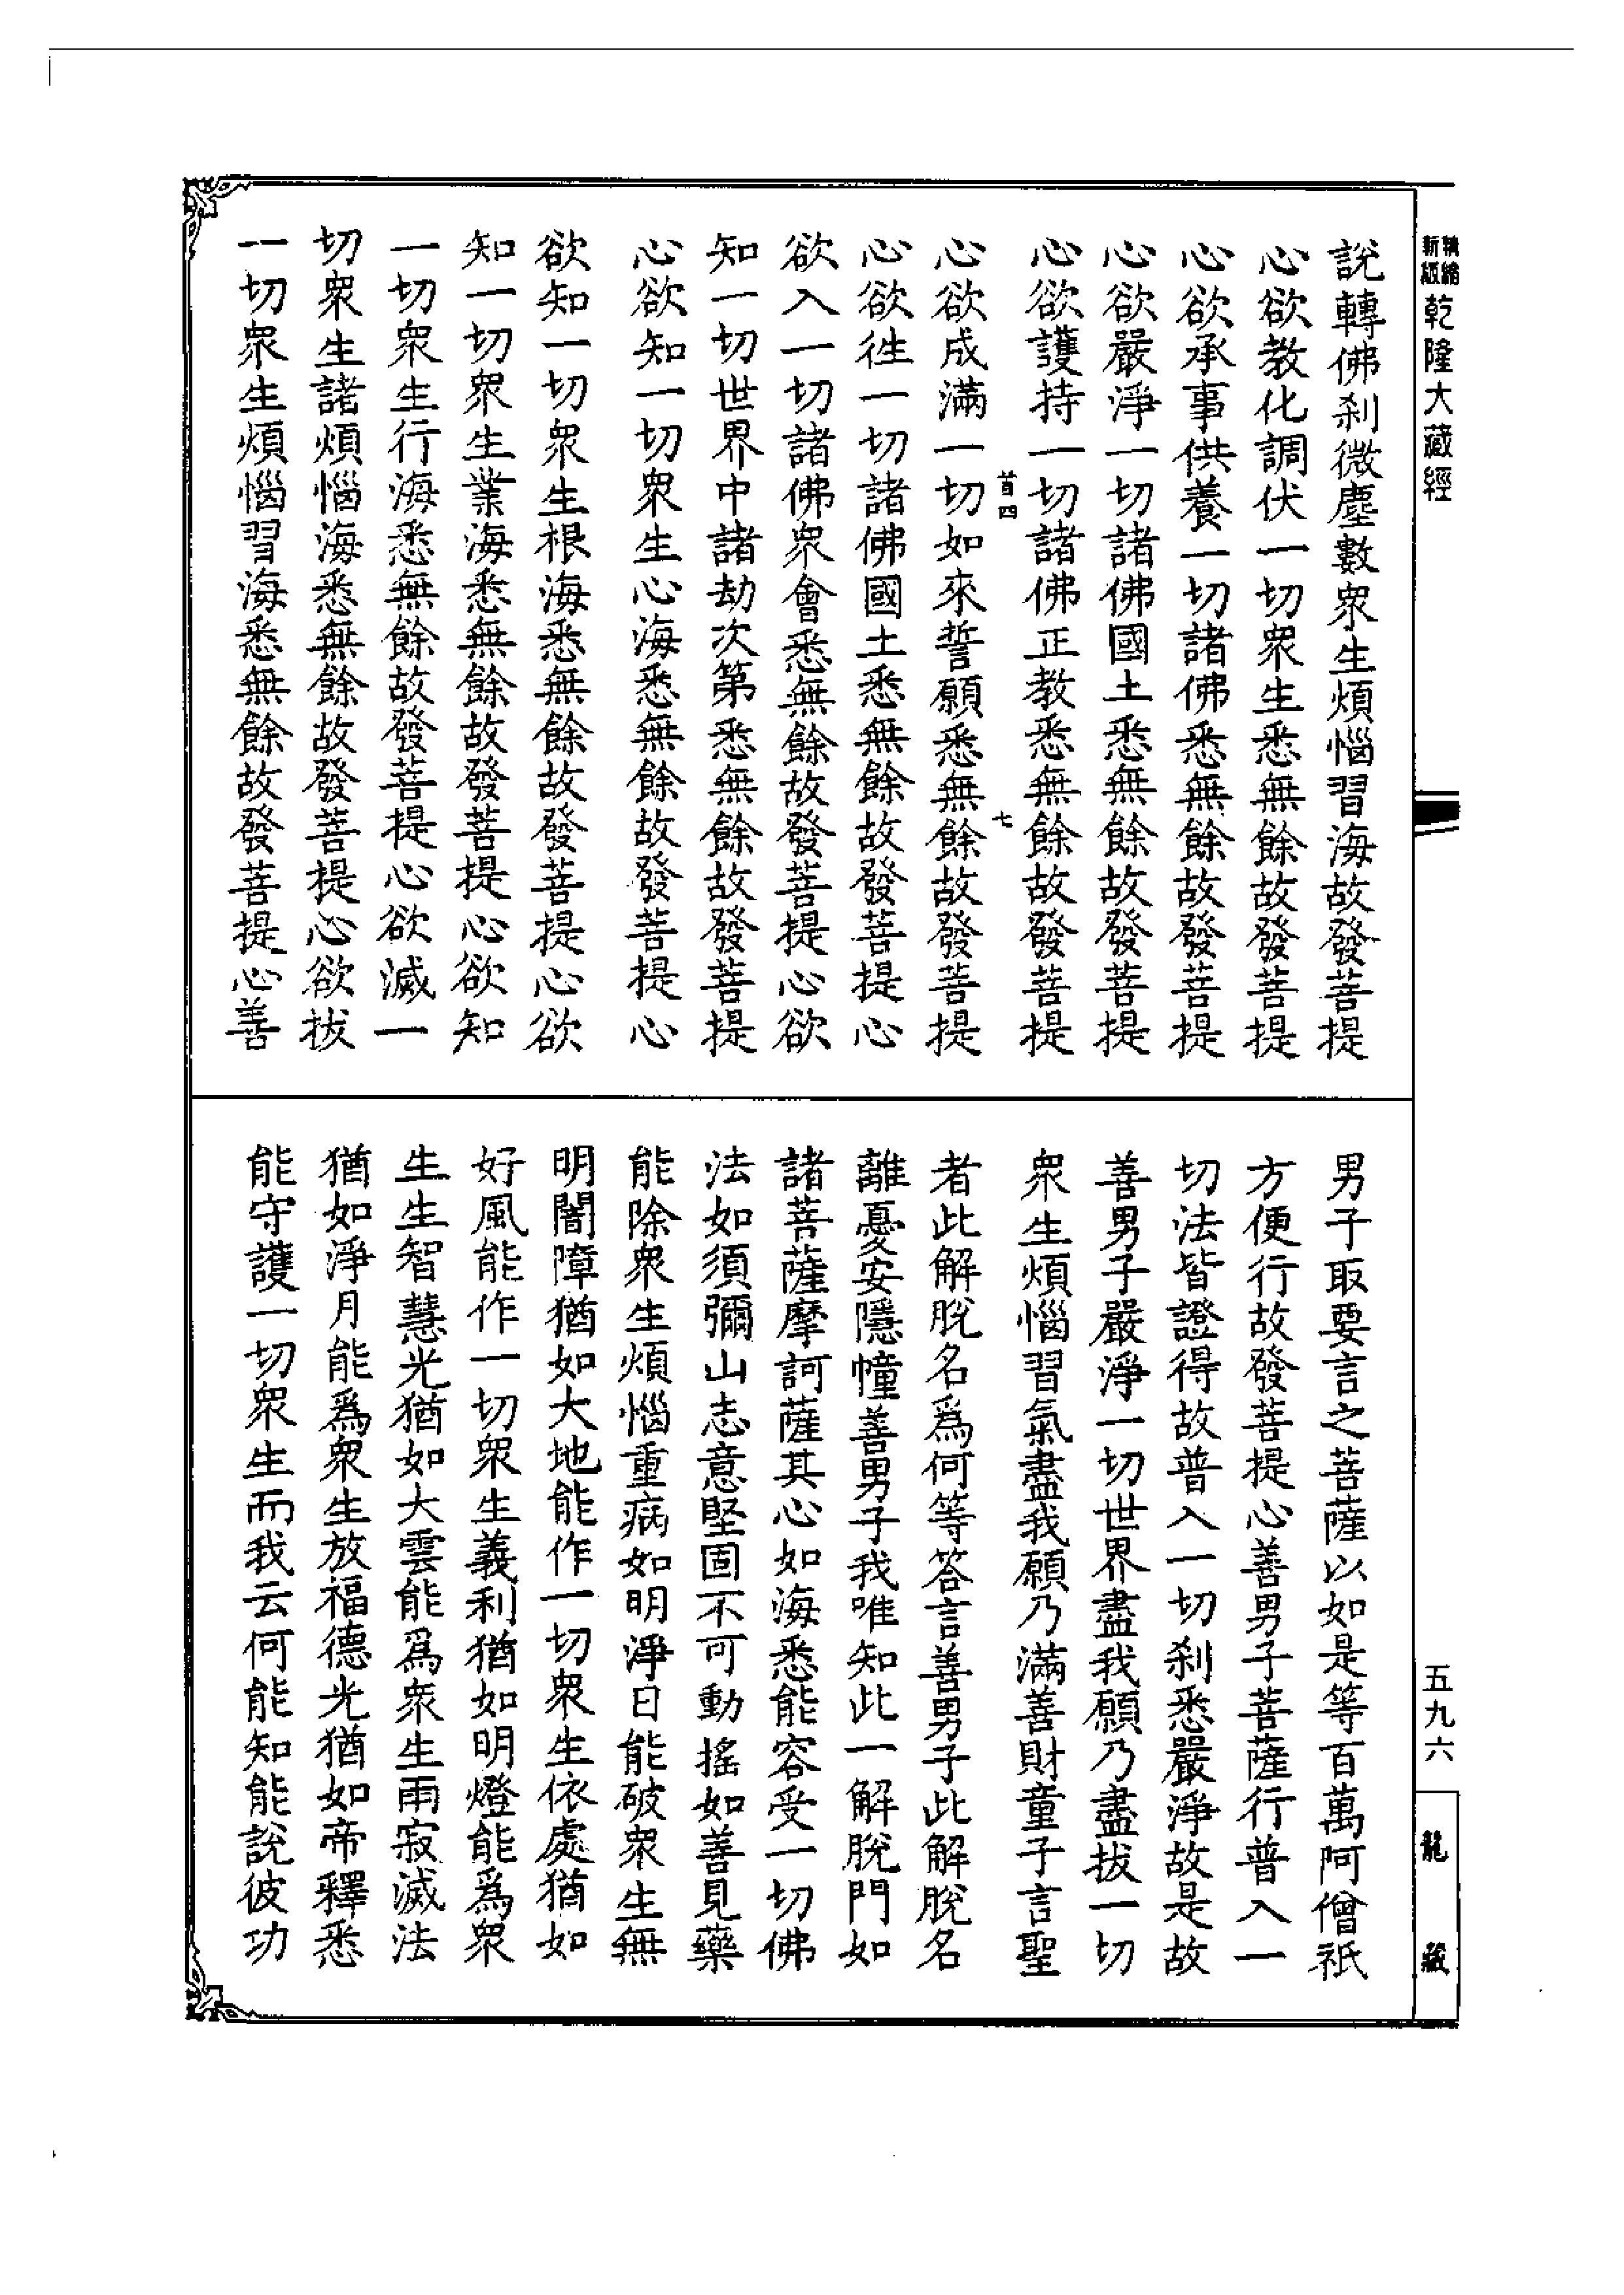 新版
精縮
乾隆大藏經
說轉佛刹微塵數衆生煩惱習海故發菩提
心欲教化調伏一切衆生悉無餘故發菩提
心欲承事供養一切諸佛悉無餘故發菩提
心欲嚴淨一切諸佛國土悉無餘故發菩提
心欲護持一切諸佛正教悉無餘故發菩提
首四
七
心欲成滿一切如來誓願悉無餘故發菩提
心欲往一切諸佛國土悉無餘故發菩提心
欲入一切諸佛衆會悉無餘故發菩提心欲
知一切世界中諸劫次第悉無餘故發菩提
心欲知一切衆生心海悉無餘故發菩提心
欲知一切衆生根海悉無餘故發菩提心欲
知一切衆生業海悉無餘故發菩提心欲知
一切衆生行海悉無餘故發菩提心欲滅一
切衆生諸煩惱海悉無餘故發菩提心欲拔
一切衆生煩惱習海悉無餘故發菩提心善
男子取要言之菩薩以如是等百萬阿僧祇
方便行故發菩提心善男子菩薩行普入一
切法皆證得故普入一切刹悉嚴淨故是故
善男子嚴淨一切世界盡我願乃盡拔一切
衆生煩惱習氣盡我願乃滿善財童子言聖
者此解脫名爲何等答言善男子此解脫名
離憂安隱幢善男子我唯知此一解脫門如
諸菩薩摩訶薩其心如海悉能容受一切佛
法如須彌山志意堅固不可動搖如善見藥
能除衆生煩惱重病如明淨日能破衆生無
明闇障猶如大地能作一切衆生依處猶如
好風能作一切衆生義利猶如明燈能爲衆
生生智慧光猶如大雲能爲衆生雨寂滅法
猶如淨月能爲衆生放福德光猶如帝釋悉
能守護一切衆生而我云何能知能說彼功
五九六
龍藏